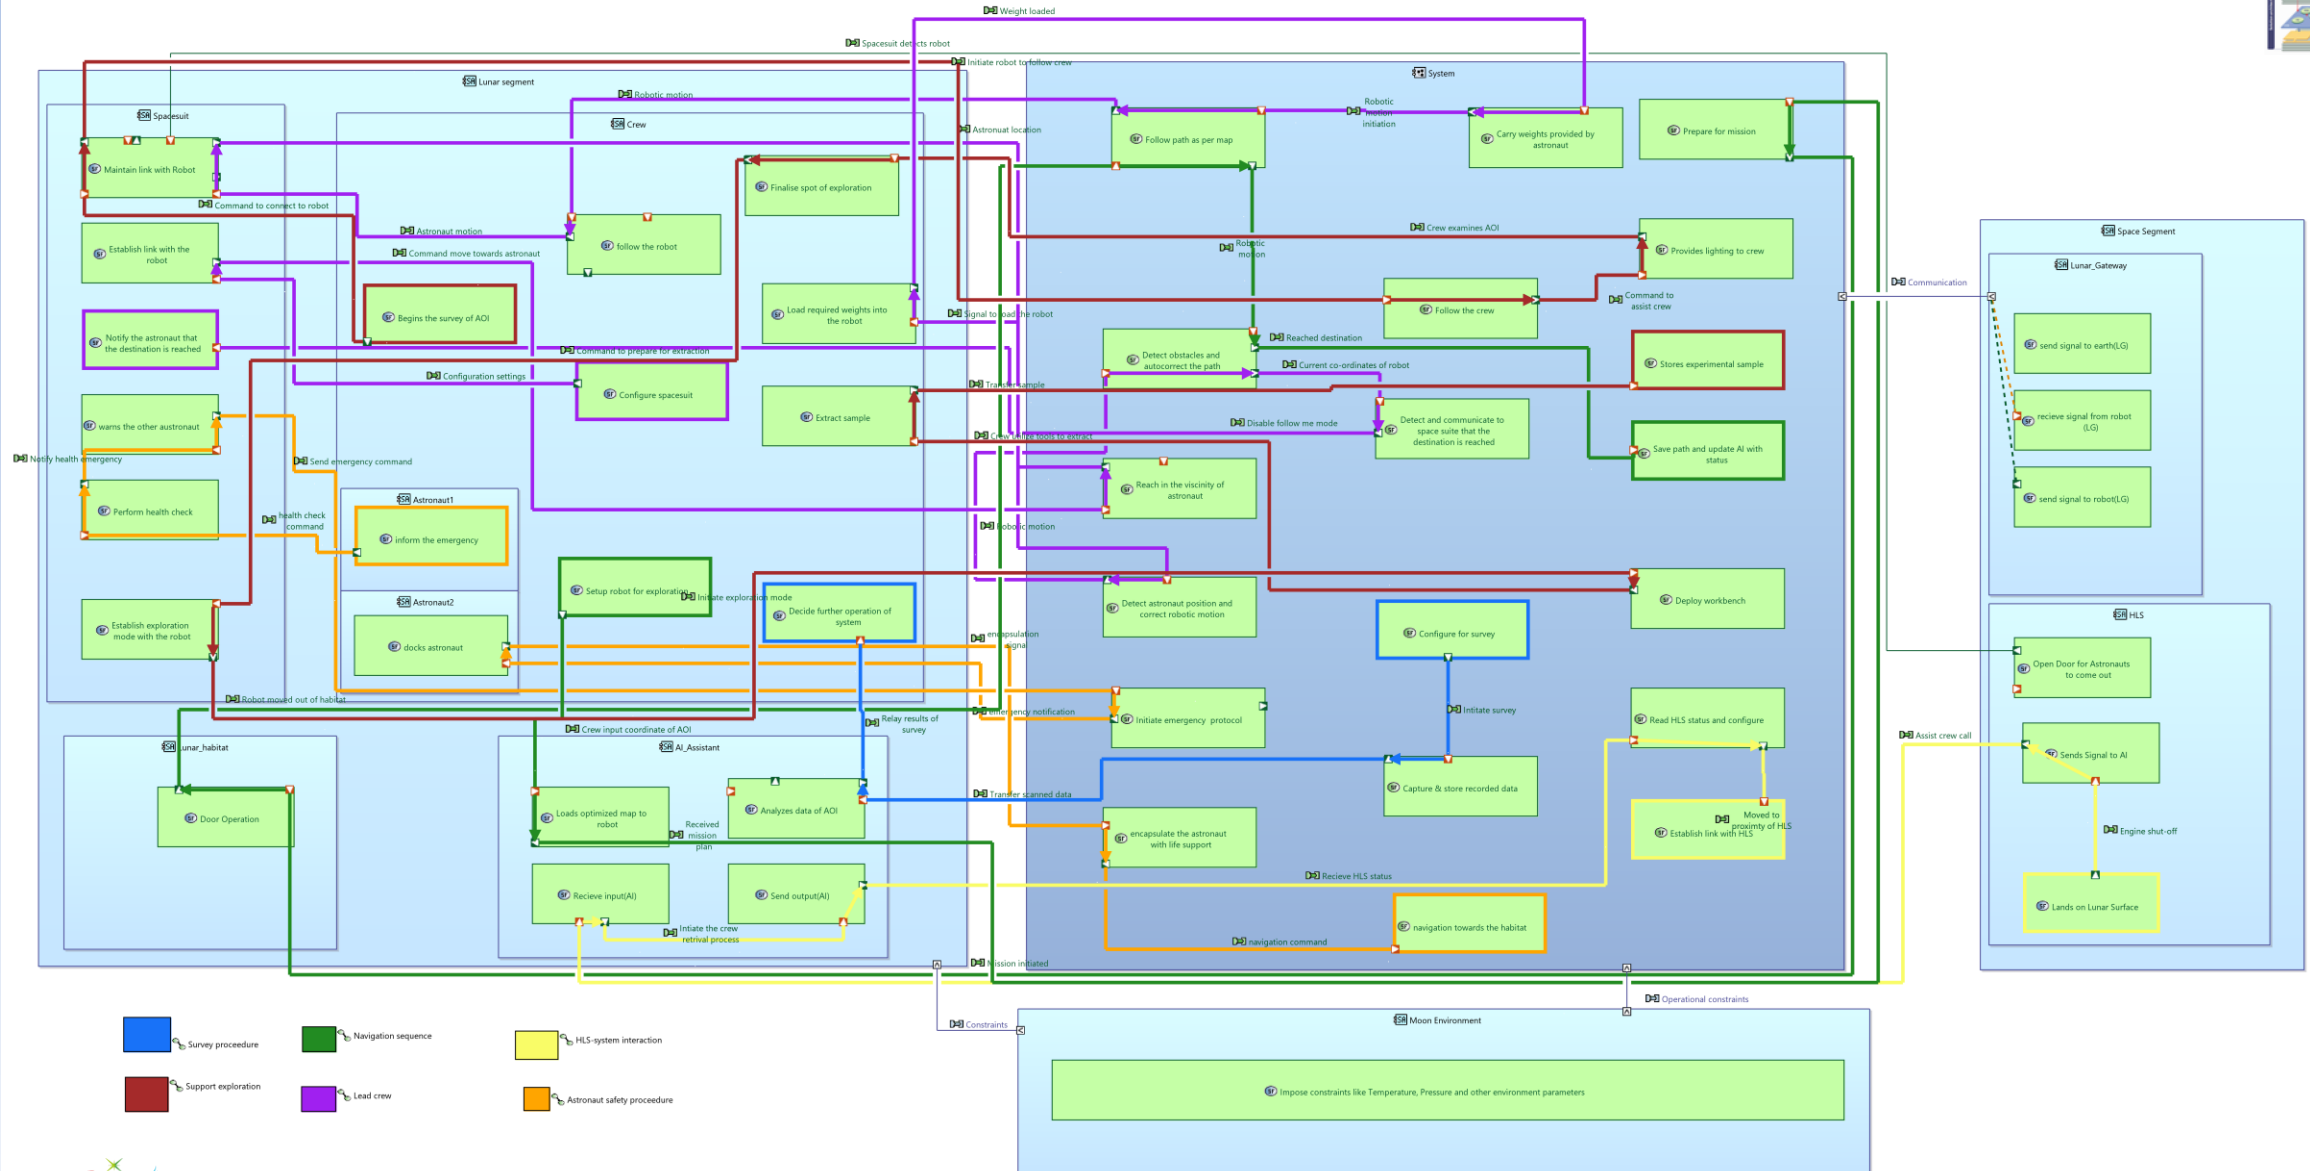 Weight loaded
Spacesuit detects robot
Initiate robot to follow crew
Lunar segment
System
Spacesuit
Crew
Robotic motion
Robotic
motion
initiation
Astronuat location
Maintain link with Robot
Follow path as per map
Carry weights provided by
astronaut
Prepare for mission
Finalise spot of exploration
Command to connect to robot
Astronaut motion
follow the robot
Crew examines AOI
Establish link with the
robot
Command move towards astronaut
Robotic
motion
Provides lighting to crew
Space Segment
Lunar_Gateway
Communication
Command to
assist crew
Begins the survey of AOI
Load required weights into
the robot
Signal to load the robot
Follow the crew
Notify the astronaut that
the destination is reached
Command to prepare for extraction
Reached destination
Detect obstacles and
autocorrect the path
Current co-ordinates of robot
Stores experimental sample
send signal to earth(LG)
Configuration settings
Configure spacesuit
Transfer sample
warns the other austronaut
Extract sample
Crew utilize tools to extract
Disable follow me mode
Detect and communicate to
space suite that the
destination is reached
Save path and update AI with
status
recieve signal from robot
(LG)
Notify health emergency
Send emergency command
Reach in the viscinity of
astronaut
send signal to robot(LG)
Perform health check
health check
command
Astronaut1
inform the emergency
Robotic motion
Establish exploration
mode with the robot
Astronaut2
docks astronaut
Setup robot for exploration
Initiate exploration mode
Decide further operation of
system
encapsulation
signal
Detect astronaut position and
correct robotic motion
Configure for survey
Deploy workbench
HLS
Open Door for Astronauts
to come out
Robot moved out of habitat
Crew input coordinate of AOI
Relay results of
survey
emergency notification
Initiate emergency protocol
Intitate survey
Read HLS status and configure
Assist crew call
Sends Signal to AI
Lunar_habitat
AI_Assistant
Door Operation
Loads optimized map to
robot
Analyzes data of AOI
Transfer scanned data
Capture & store recorded data
Moved to
proximty of HLS
Establish link with HLS
Engine shut-off
Received
mission
plan
encapsulate the astronaut
with life support
Recieve input(AI)
Send output(AI)
Recieve HLS status
Lands on Lunar Surface
Intiate the crew
retrival process
navigation command
navigation towards the habitat
Mission initiated
Operational constraints
Constraints
Moon Environment
Impose constraints like Temperature, Pressure and other environment parameters
Survey proceedure
Navigation sequence
HLS-system interaction
Support exploration
Lead crew
Astronaut safety proceedure